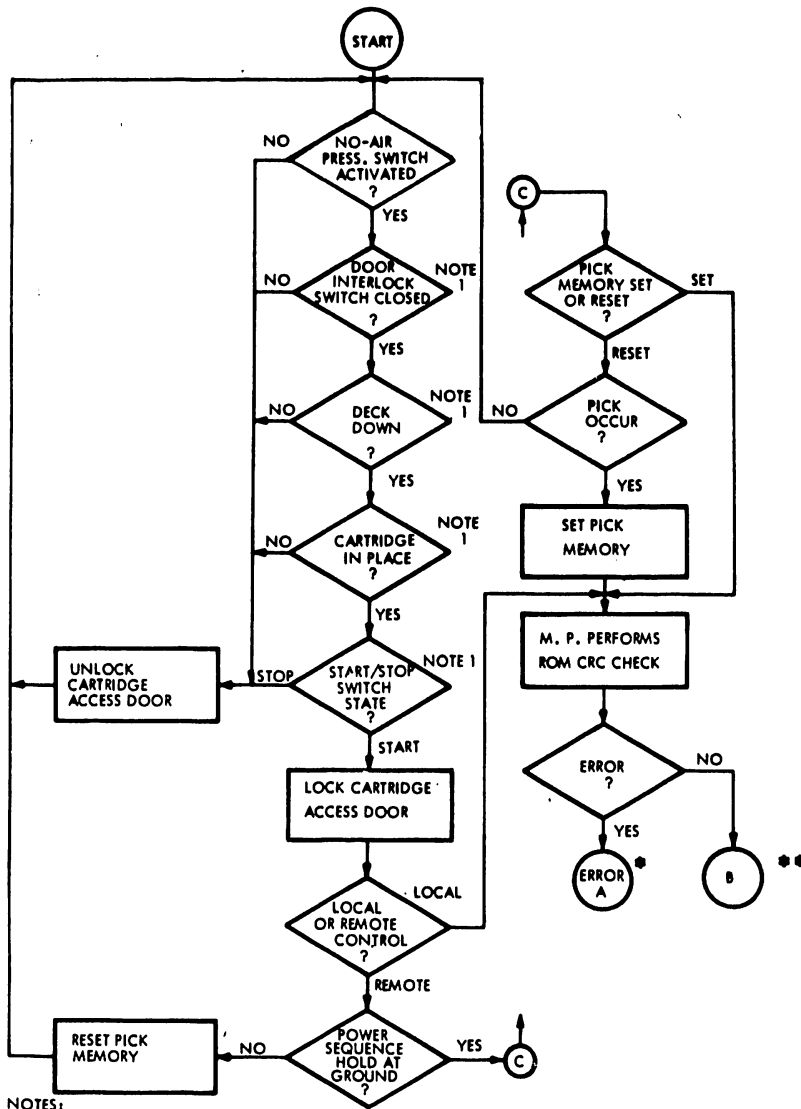 START
NO
NO-AIR
PRESS. SWITCH
ACTIVATED
?
YES
NO
DOOR
INTERLOCK
SWITCH CLOSED
?
NOTE
1
YES
NO
DECK
DOWN
?
NOTE
1
YES
NO
CARTRIDGE
IN PLACE
?
NOTE
1
YES
UNLOCK
CARTRIDGE
ACCESS DOOR
STOP
START/STOP
SWITCH
STATE
?
NOTE 1
START
LOCK CARTRIDGE
ACCESS DOOR
LOCAL
LOCAL
OR REMOTE
CONTROL
?
REMOTE
RESET PICK
MEMORY
NO
POWER
SEQUENCE
HOLD AT
GROUND
?
YES
C
C
PICK
MEMORY SET
OR RESET
?
SET
RESET
NO
PICK
OCCUR
?
YES
SET PICK
MEMORY
M. P. PERFORMS
ROM CRC CHECK
ERROR
?
NO
YES
ERROR
A
*
B
**
NOTES: